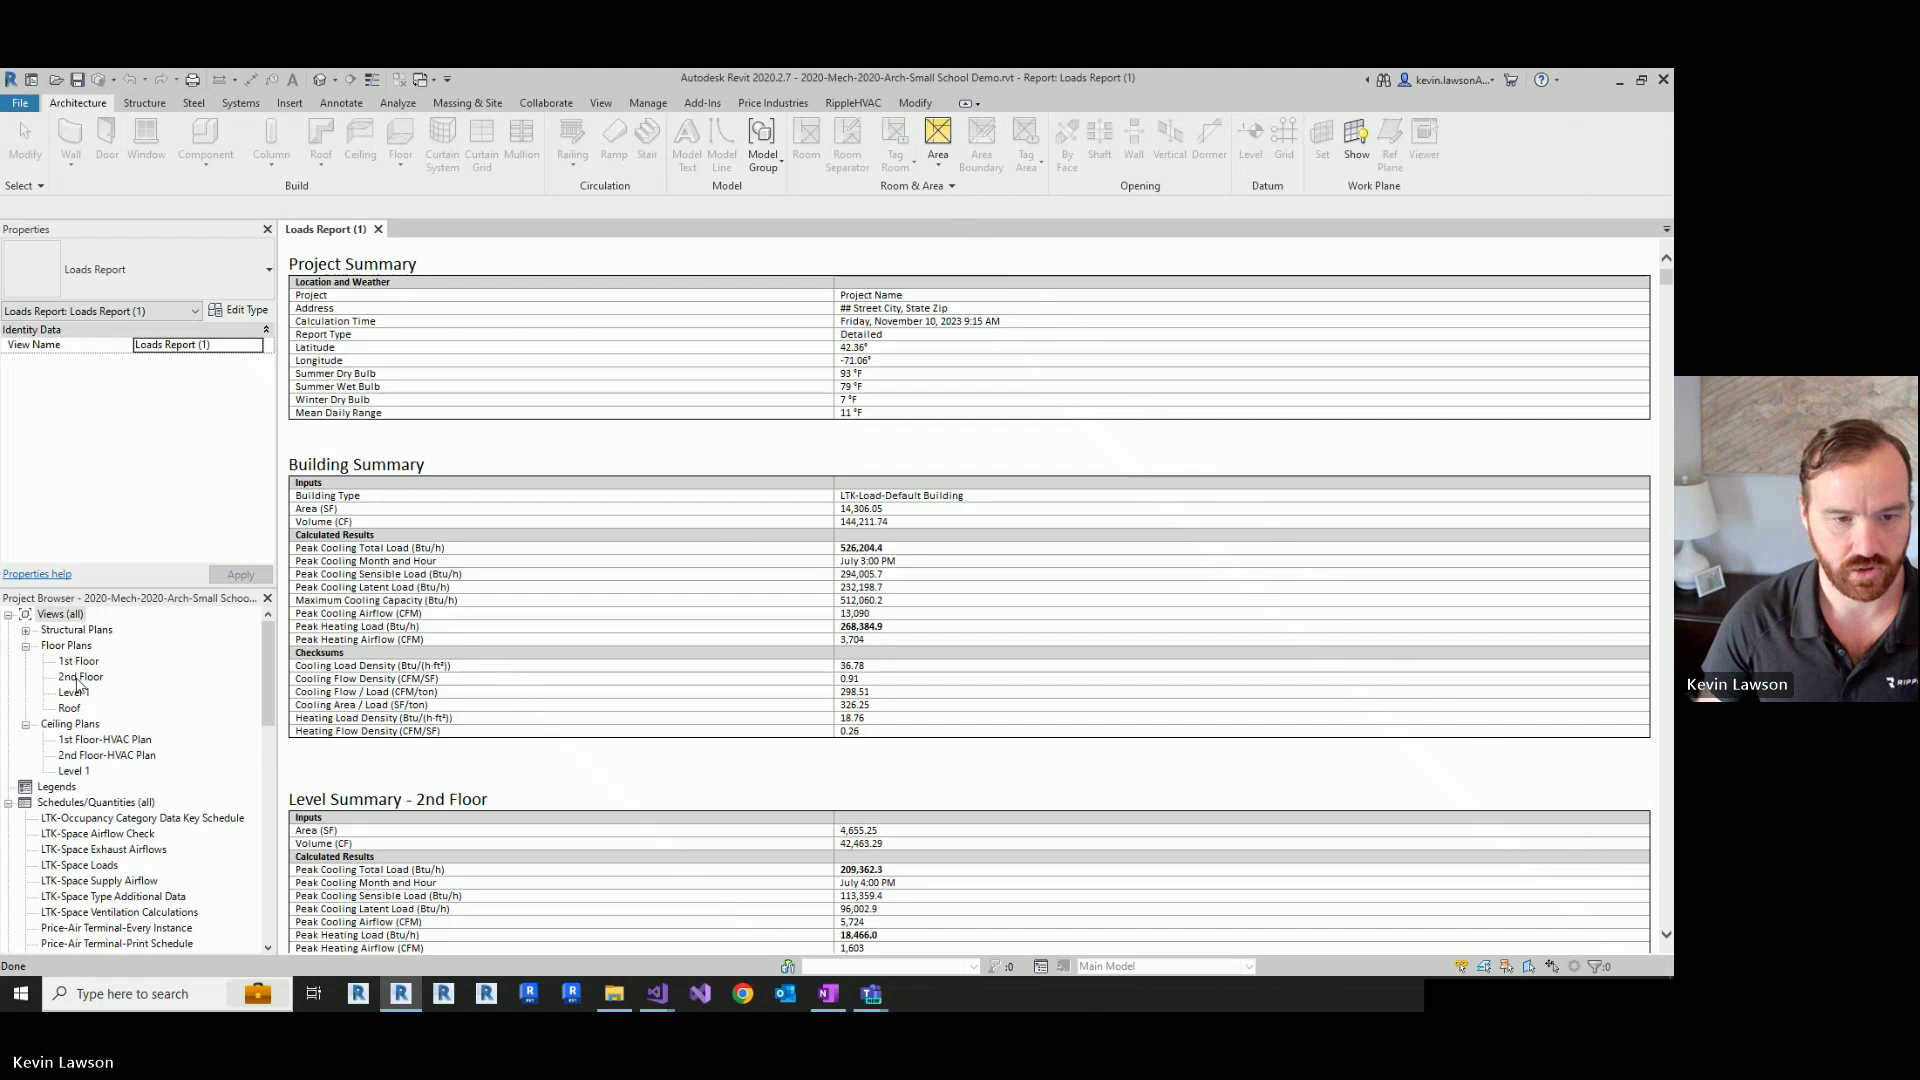 Autodesk Revit 2020.2.7 - 2020-Mech-2020-Arch-Small School Demo.rvt - Report: Loads Report (1)
kevin.lawsonA...
File Architecture Structure Steel Systems Insert Annotate Analyze Massing & Site Collaborate View Manage Add-Ins Price Industries RippleHVAC Modify
Modify Wall Door Window Component Column Roof Ceiling Floor Curtain System Curtain Grid Mullion Railing Ramp Stair Model Text Model Line Model Group Room Room Separator Tag Room Area Area Boundary Tag Area By Face Shaft Wall Vertical Dormer Level Grid Set Show Ref Plane Viewer
Select Build Circulation Model Room & Area Opening Datum Work Plane
Properties
Loads Report
Loads Report: Loads Report (1) Edit Type
Identity Data
View Name Loads Report (1)
Properties help Apply
Project Browser - 2020-Mech-2020-Arch-Small Schoo...
Views (all)
Structural Plans
Floor Plans
1st Floor
2nd Floor
Level 1
Roof
Ceiling Plans
1st Floor-HVAC Plan
2nd Floor-HVAC Plan
Level 1
Legends
Schedules/Quantities (all)
LTK-Occupancy Category Data Key Schedule
LTK-Space Airflow Check
LTK-Space Exhaust Airflows
LTK-Space Loads
LTK-Space Supply Airflow
LTK-Space Type Additional Data
LTK-Space Ventilation Calculations
Price-Air Terminal-Every Instance
Price-Air Terminal-Print Schedule
Loads Report (1)
Project Summary
Location and Weather
Project Project Name
Address ## Street City, State Zip
Calculation Time Friday, November 10, 2023 9:15 AM
Report Type Detailed
Latitude 42.36°
Longitude -71.06°
Summer Dry Bulb 93 °F
Summer Wet Bulb 79 °F
Winter Dry Bulb 7 °F
Mean Daily Range 11 °F
Building Summary
Inputs
Building Type LTK-Load-Default Building
Area (SF) 14,306.05
Volume (CF) 144,211.74
Calculated Results
Peak Cooling Total Load (Btu/h) 526,204.4
Peak Cooling Month and Hour July 3:00 PM
Peak Cooling Sensible Load (Btu/h) 294,005.7
Peak Cooling Latent Load (Btu/h) 232,198.7
Maximum Cooling Capacity (Btu/h) 512,060.2
Peak Cooling Airflow (CFM) 13,090
Peak Heating Load (Btu/h) 268,384.9
Peak Heating Airflow (CFM) 3,704
Checksums
Cooling Load Density (Btu/(h·ft²)) 36.78
Cooling Flow Density (CFM/SF) 0.91
Cooling Flow / Load (CFM/ton) 298.51
Cooling Area / Load (SF/ton) 326.25
Heating Load Density (Btu/(h·ft²)) 18.76
Heating Flow Density (CFM/SF) 0.26
Level Summary - 2nd Floor
Inputs
Area (SF) 4,655.25
Volume (CF) 42,463.29
Calculated Results
Peak Cooling Total Load (Btu/h) 209,362.3
Peak Cooling Month and Hour July 4:00 PM
Peak Cooling Sensible Load (Btu/h) 113,359.4
Peak Cooling Latent Load (Btu/h) 96,002.9
Peak Cooling Airflow (CFM) 5,724
Peak Heating Load (Btu/h) 18,466.0
Peak Heating Airflow (CFM) 1,603
Done :0 Main Model :0
Type here to search
Kevin Lawson
Kevin Lawson